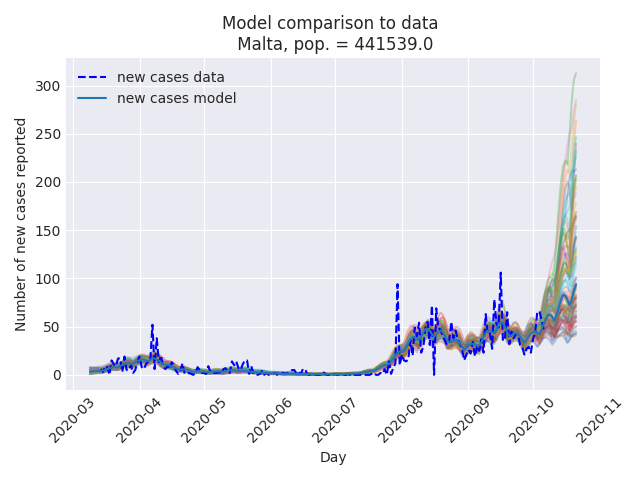 Model comparison to data
Malta, pop. = 441539.0
new cases data
new cases model
Number of new cases reported
300
250
200
150
100
50
0
2020-03
2020-04
2020-05
2020-06
2020-07
2020-08
2020-09
2020-10
2020-11
Day